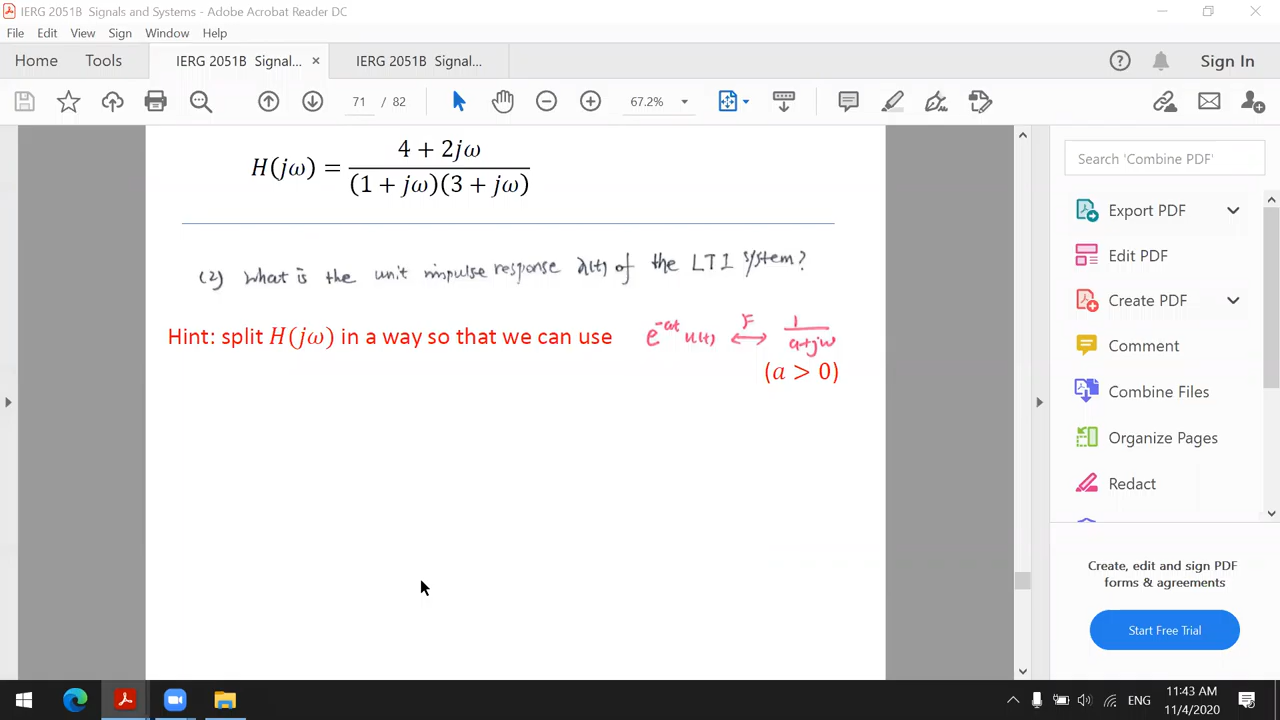 IERG 2051B Signals and Systems - Adobe Acrobat Reader DC
File Edit View Sign Window Help
Home Tools IERG 2051B Signal... × IERG 2051B Signal... Sign In
71 / 82 67.2%
H(jω) = (4 + 2jω) / ((1 + jω)(3 + jω))
(2) What is the unit impulse response h(t) of the LTI system?
Hint: split H(jω) in a way so that we can use e^{-at} u(t) ⟷^F 1/(a+jω)
(a > 0)
Search 'Combine PDF'
Export PDF
Edit PDF
Create PDF
Comment
Combine Files
Organize Pages
Redact
Create, edit and sign PDF
forms & agreements
Start Free Trial
ENG
11:43 AM
11/4/2020